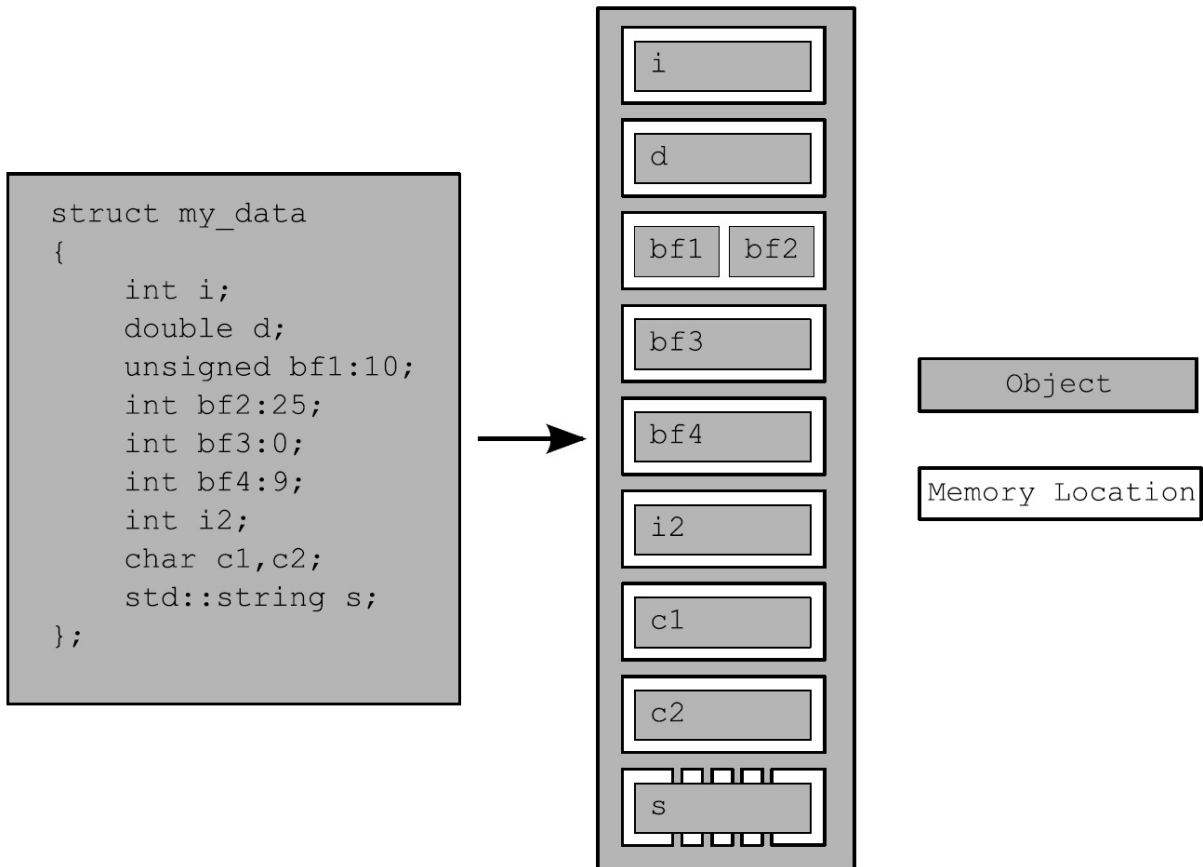 struct my_data
{
int i;
double d;
unsigned bf1:10;
int bf2:25;
int bf3:0;
int bf4:9;
int i2;
char c1,c2;
std::string s;
};
i
d
bf1 bf2
bf3
bf4
i2
c1
c2
s
Object
Memory Location